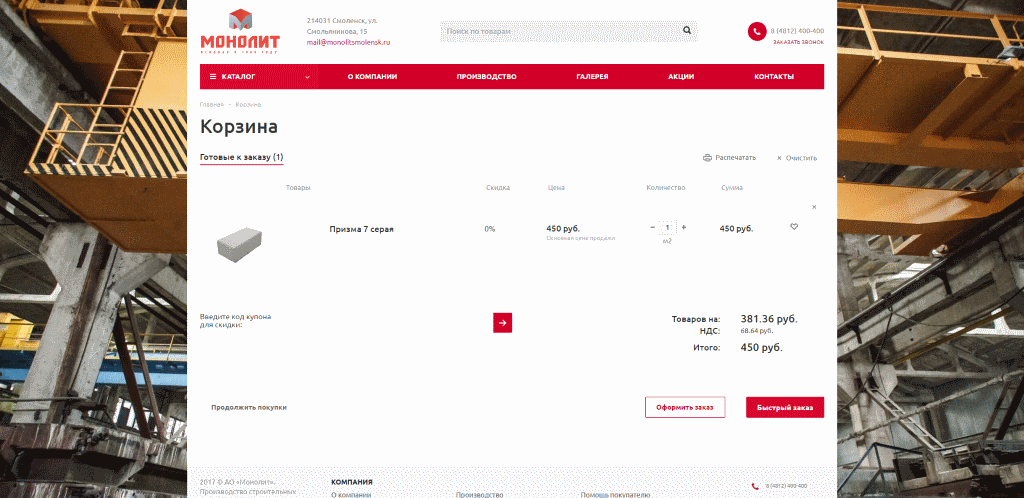 МОНОЛИТ
214031 Смоленск, ул.
Смольянинова, 15
mail@monolitsmolensk.ru
Поиск по товарам
8 (4812) 400-400
ЗАКАЗАТЬ ЗВОНОК
КАТАЛОГ
О КОМПАНИИ
ПРОИЗВОДСТВО
ГАЛЕРЕЯ
АКЦИИ
КОНТАКТЫ
Главная - Корзина
Корзина
Готовые к заказу (1)
Распечатать
× Очистить
Товары
Скидка
Цена
Количество
Сумма
×
Призма 7 серая
0%
450 руб.
Основная цена продажи
− 1 +
м2
450 руб.
Введите код купона
для скидки:
Товаров на: 381.36 руб.
НДС: 68.64 руб.
Итого: 450 руб.
Продолжить покупки
Оформить заказ
Быстрый заказ
2017 © АО «Монолит».
Производство строительных
КОМПАНИЯ
О компании
Производство
Помощь покупателю
8 (4812) 400-400